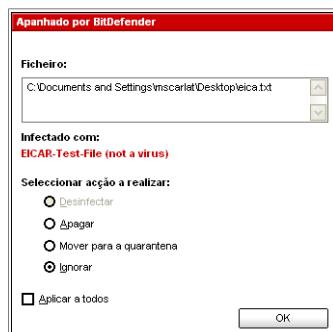 Apanhado por BitDefender
Ficheiro:
C:\Documents and Settings\mscarlat\Desktop\eica.txt
Infectado com:
EICAR-Test-File (not a virus)
Seleccionar acção a realizar:
Desinfectar
Apagar
Mover para a quarantena
Ignorar
Aplicar a todos
OK